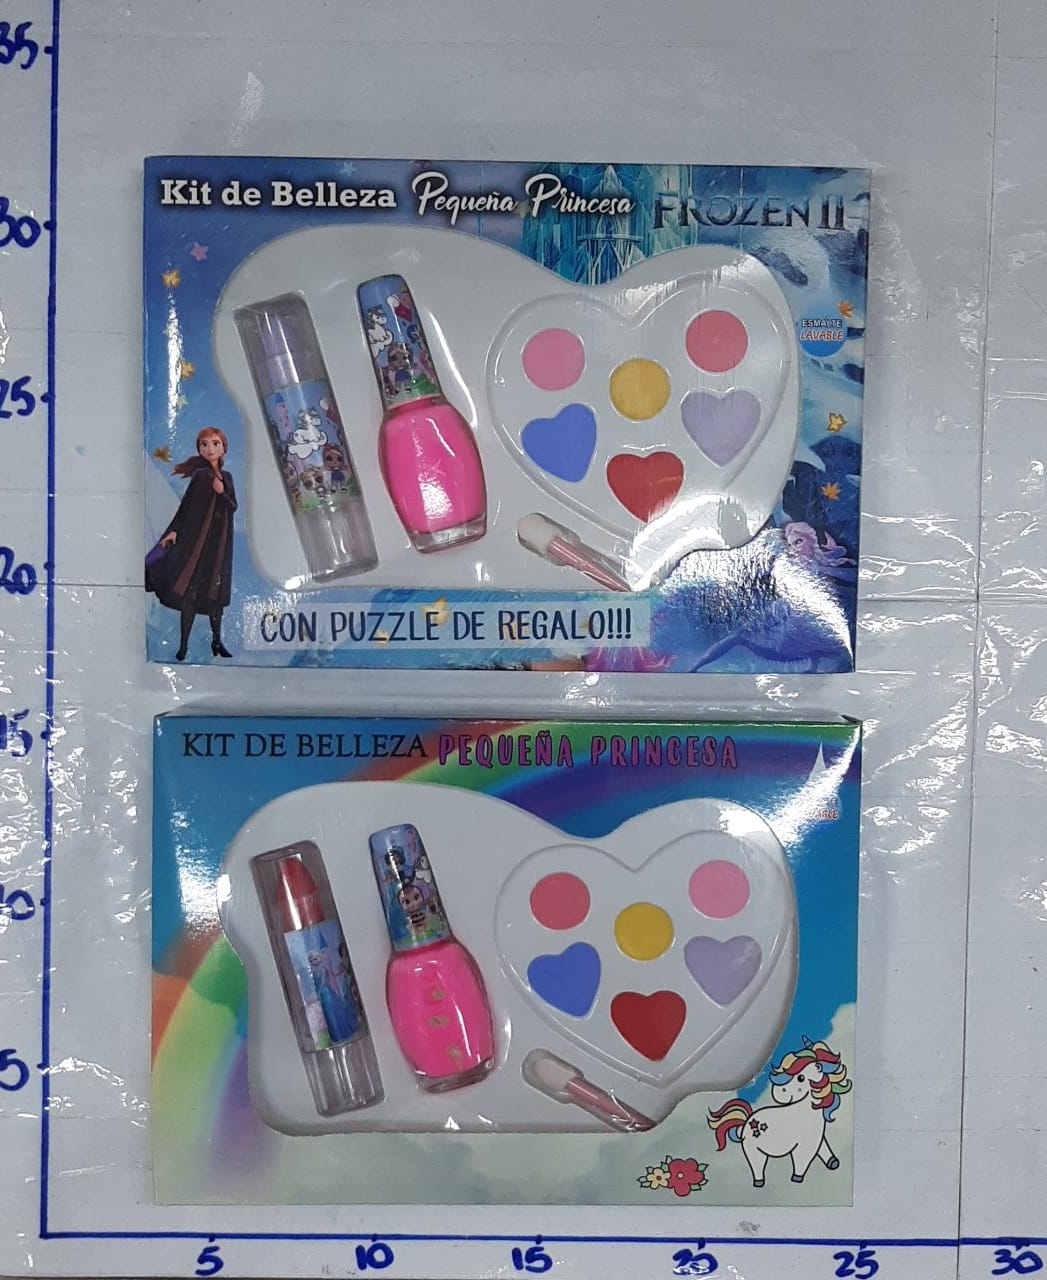 35
Kit de Belleza Pequeña Princesa FROZEN II
30
ESMALTE
LAVABLE
25
20
CON PUZZLE DE REGALO!!!
15
KIT DE BELLEZA PEQUEÑA PRINCESA
10
5
5 10 15 20 25 30